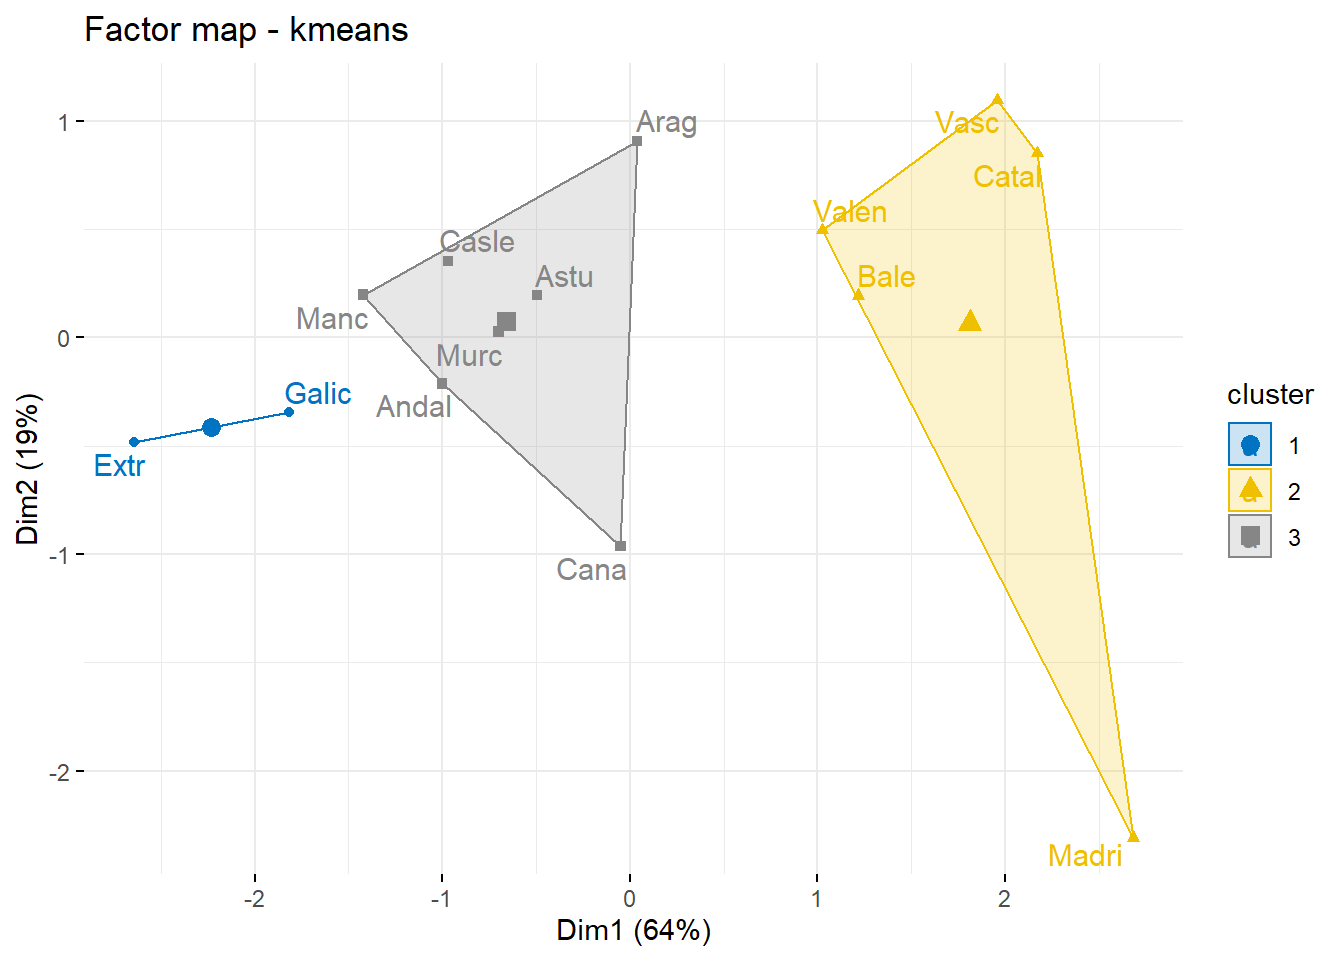 Factor map - kmeans
Dim2 (19%)
1
0
-1
-2
Vasc
Arag
Catal
Valen
Casle
Astu
Bale
Manc
Murc
Galic
Andal
Extr
Cana
Madri
-2
-1
0
1
2
Dim1 (64%)
cluster
a 1
a 2
a 3